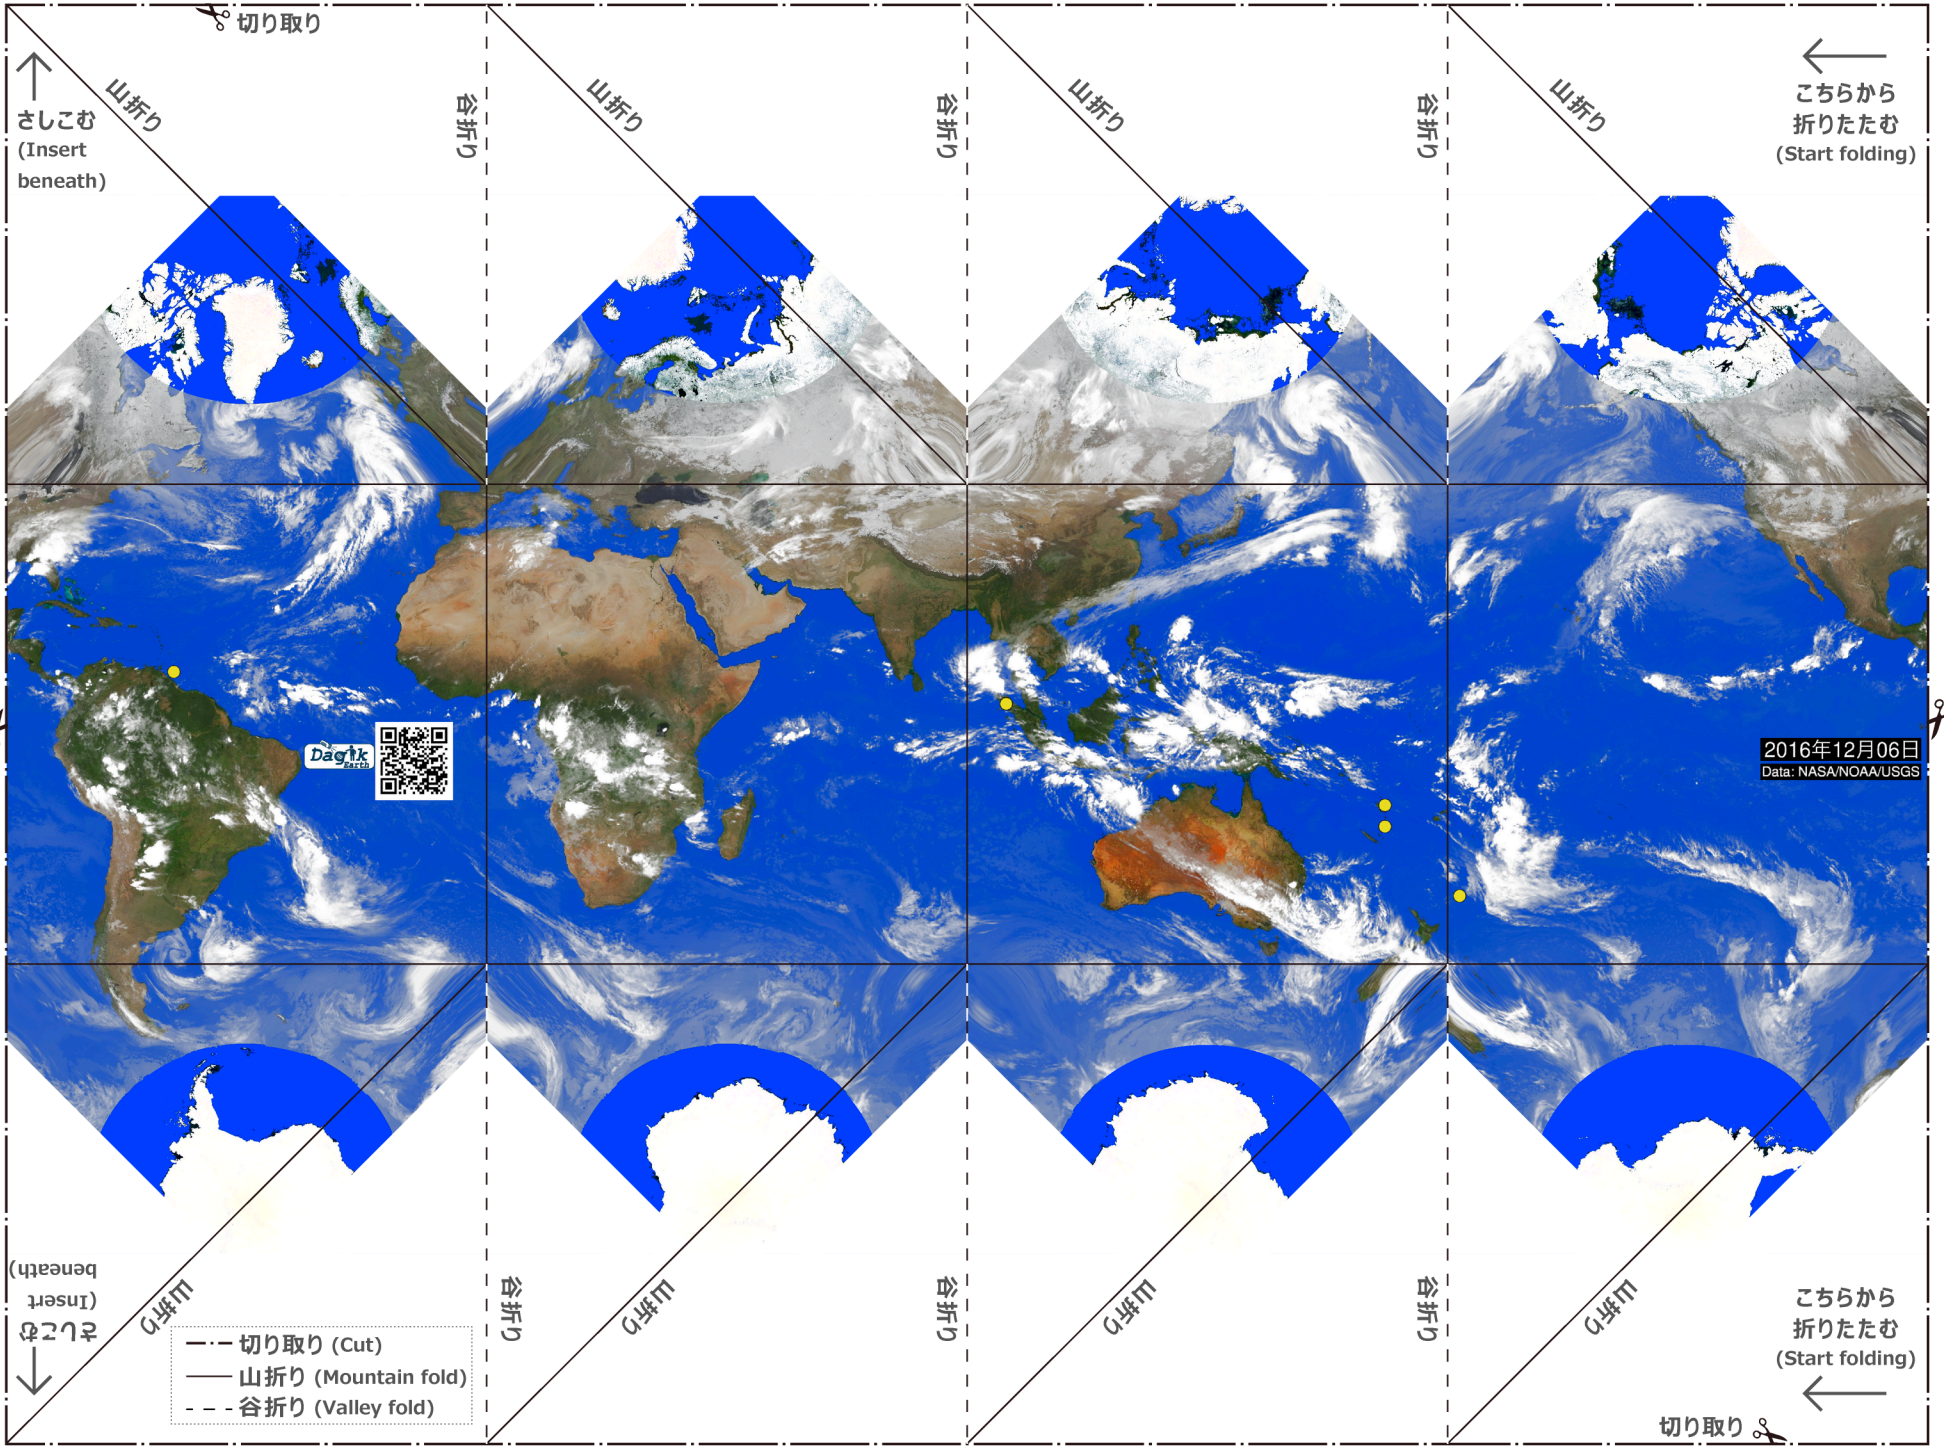 切り取り
山折り
谷折り
山折り
谷折り
山折り
谷折り
山折り
さしこむ
(Insert
beneath)
こちらから
折りたたむ
(Start folding)
Dagik
Earth
2016年12月06日
Data: NASA/NOAA/USGS
さしこむ
(Insert
beneath)
山折り
谷折り
山折り
谷折り
山折り
谷折り
山折り
こちらから
折りたたむ
(Start folding)
切り取り (Cut)
山折り (Mountain fold)
谷折り (Valley fold)
切り取り